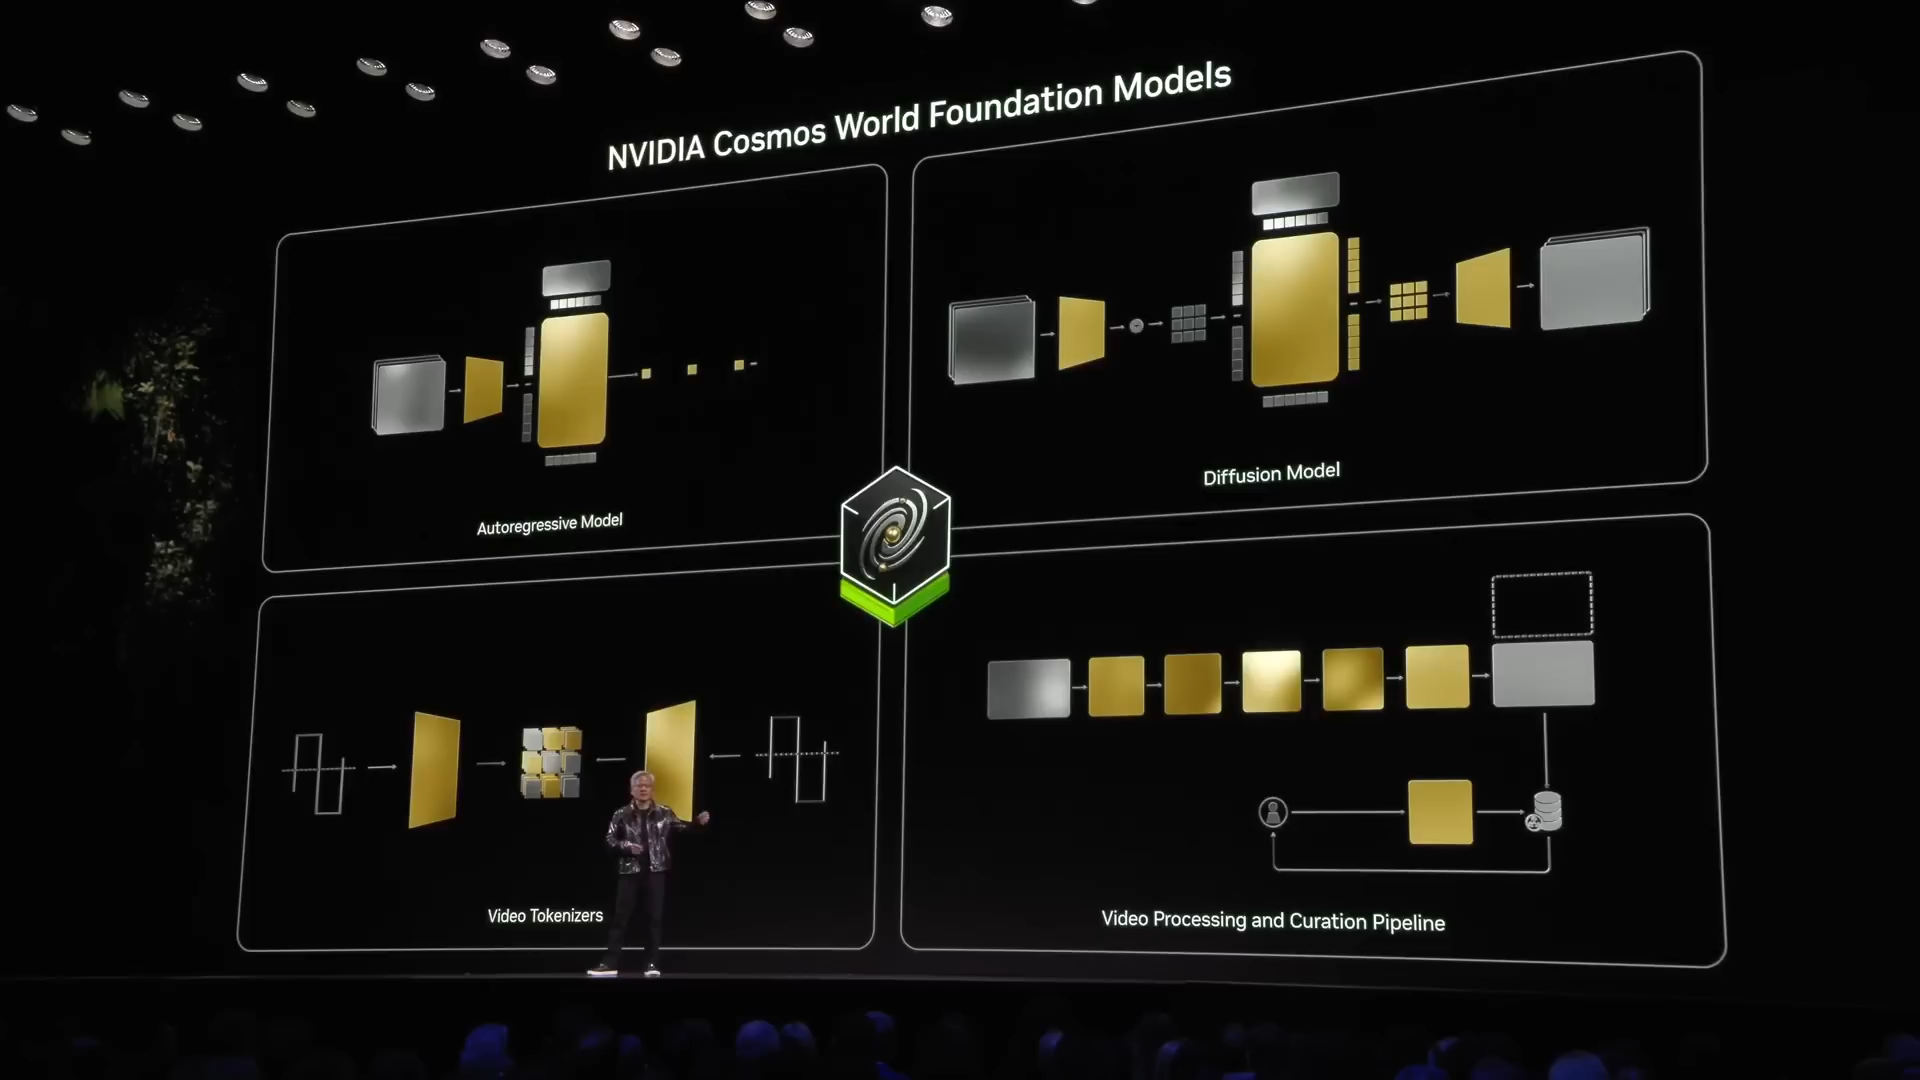 NVIDIA Cosmos World Foundation Models
Autoregressive Model
Diffusion Model
Video Tokenizers
Video Processing and Curation Pipeline